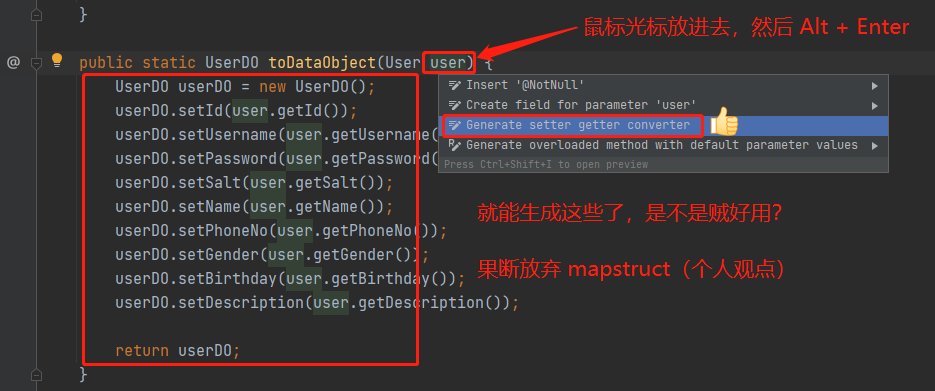 }
鼠标光标放进去，然后 Alt + Enter
@
public static UserDO toDataObject(User user) {
UserDO userDO = new UserDO();
Insert '@NotNull'
userDO.setId(user.getId());
Create field for parameter 'user'
userDO.setUsername(user.getUsername(
Generate setter getter converter
userDO.setPassword(user.getPassword(
Generate overloaded method with default parameter values
Press Ctrl+Shift+I to open preview
userDO.setSalt(user.getSalt());
userDO.setName(user.getName());
就能生成这些了，是不是贼好用？
userDO.setPhoneNo(user.getPhoneNo());
userDO.setGender(user.getGender());
果断放弃 mapstruct（个人观点）
userDO.setBirthday(user.getBirthday());
userDO.setDescription(user.getDescription());
return userDO;
}